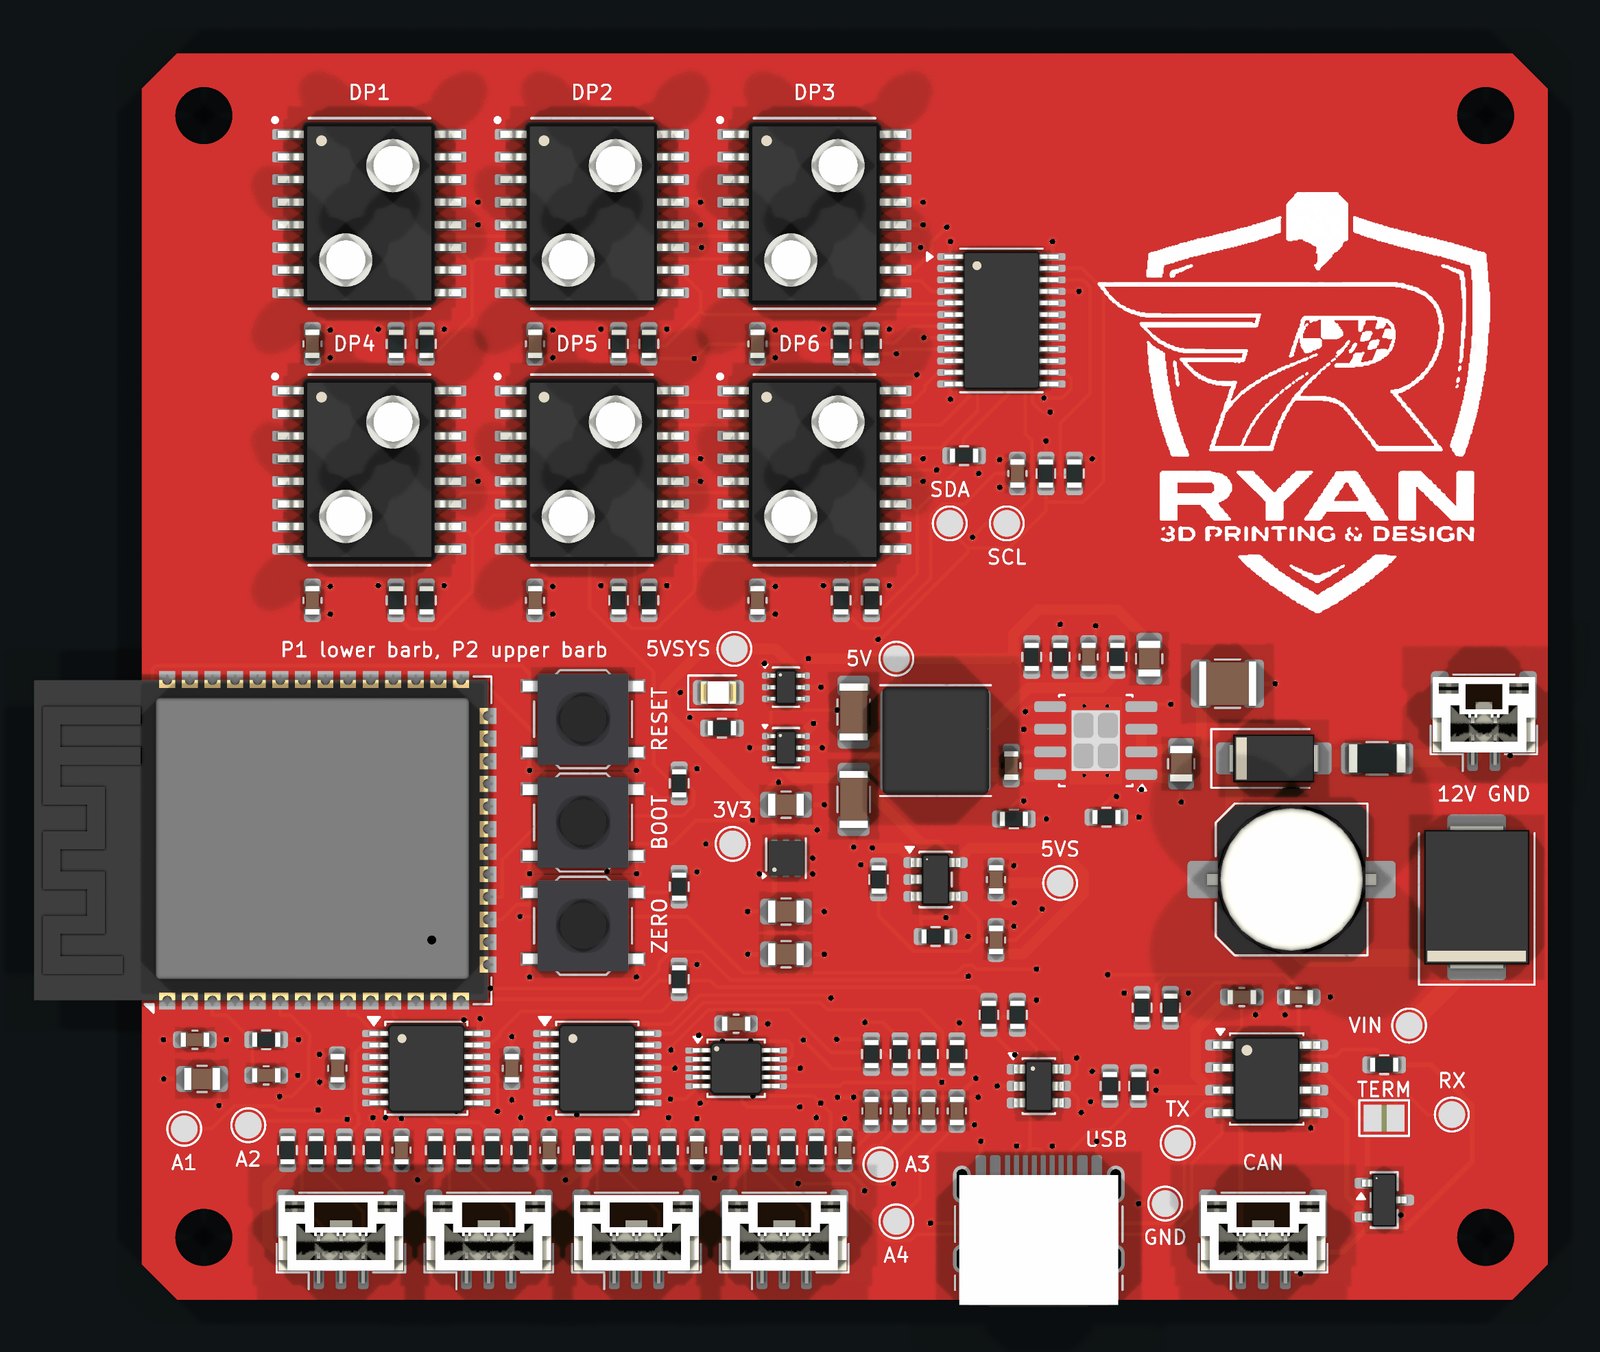 DP1 DP2 DP3
DP4 DP5 DP6
RYAN
3D PRINTING & DESIGN
SDA
SCL
P1 lower barb, P2 upper barb
5VSYS
5V
RESET
BOOT
ZERO
3V3
5VS
12V GND
VIN
TERM
RX
TX
USB
CAN
GND
A1
A2
A3
A4